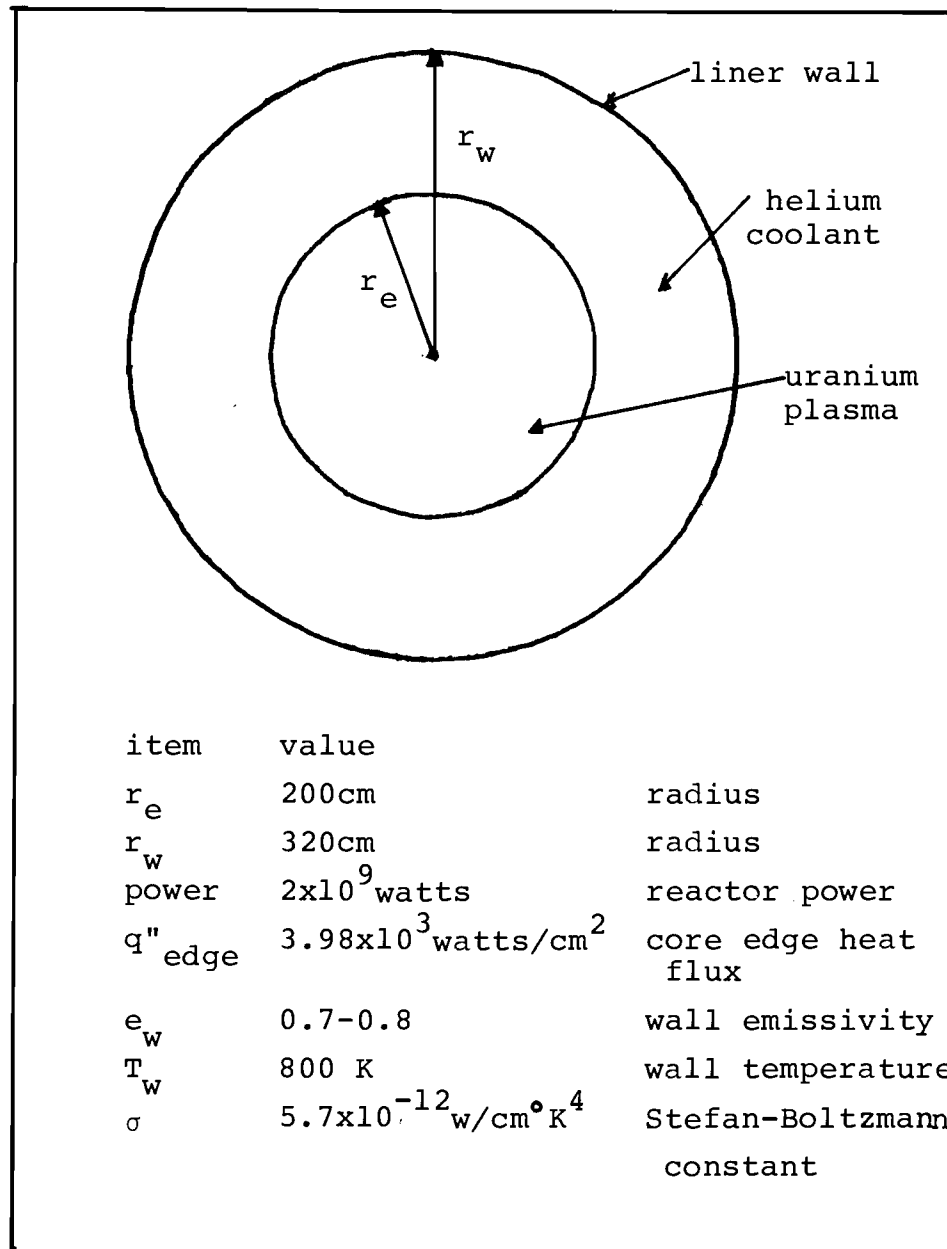 liner wall
r_w
helium
coolant
r_e
uranium
plasma
item value
r_e 200cm radius
r_w 320cm radius
power 2x10^9 watts reactor power
q"_edge 3.98x10^3 watts/cm^2 core edge heat
flux
e_w 0.7-0.8 wall emissivity
T_w 800 K wall temperature
σ 5.7x10^-12 w/cm°K^4 Stefan-Boltzmann
constant